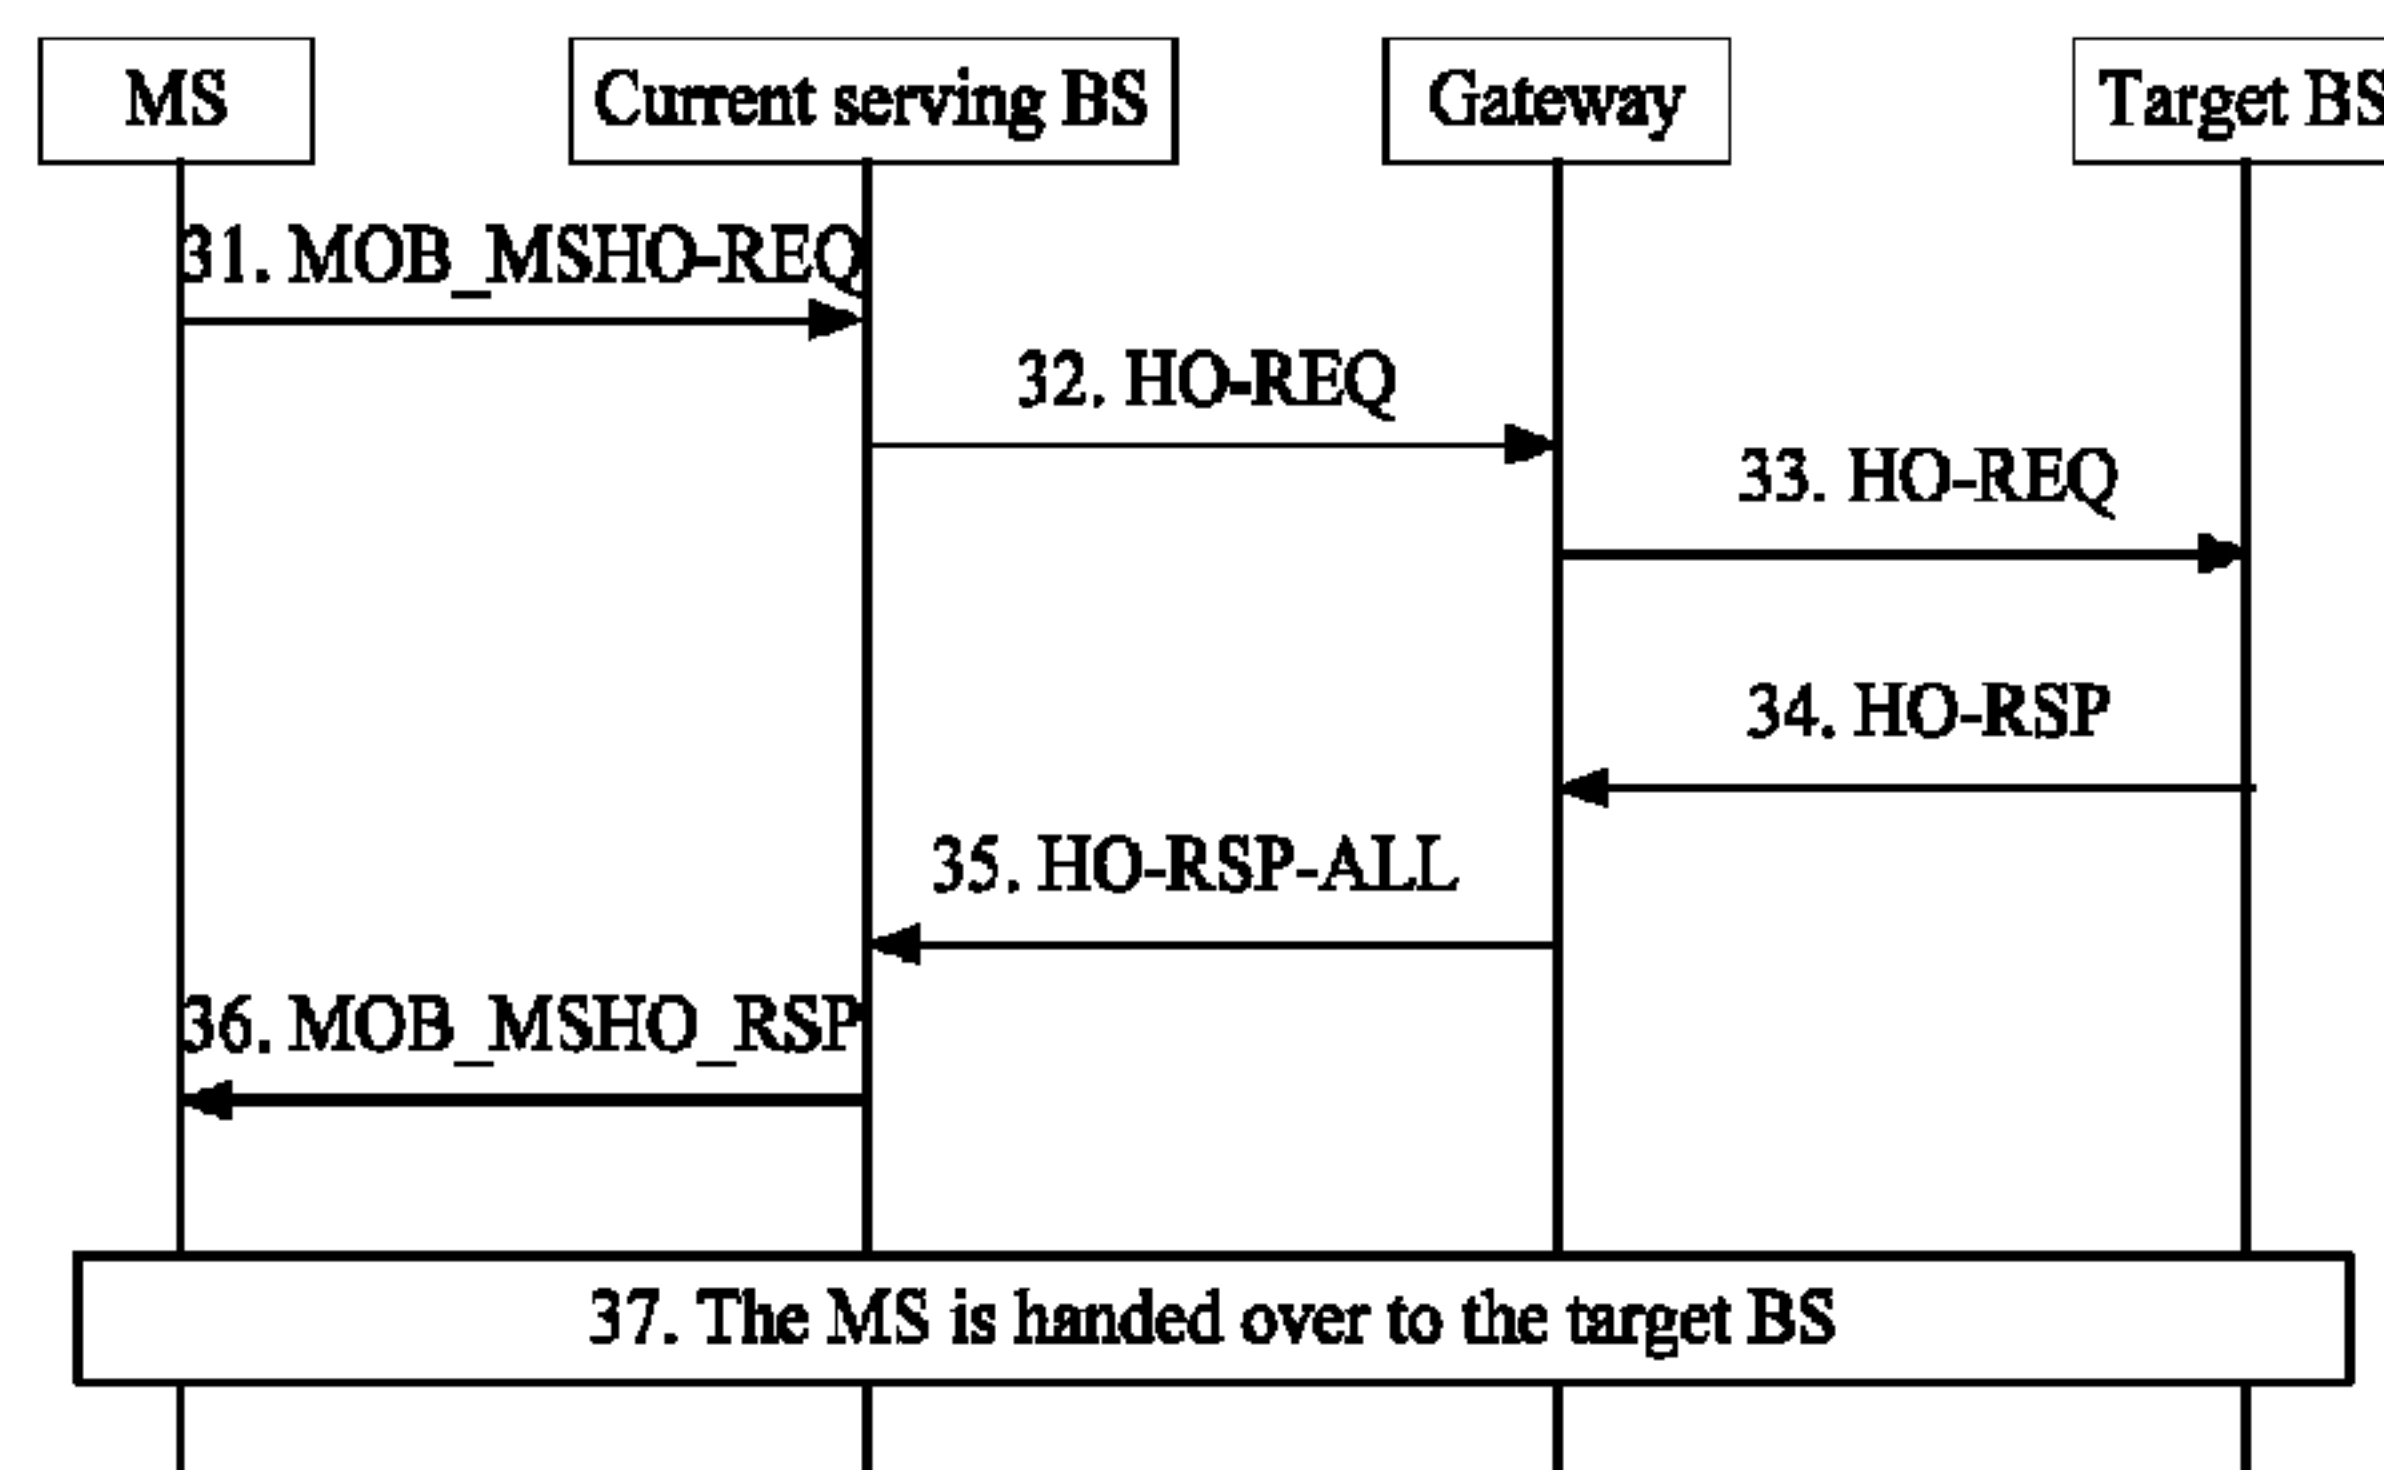 MS
Current serving BS
Gateway
Target BS
31. MOB_MSHO-REQ
32. HO-REQ
33. HO-REQ
34. HO-RSP
35. HO-RSP-ALL
36. MOB_MSHO_RSP
37. The MS is handed over to the target BS